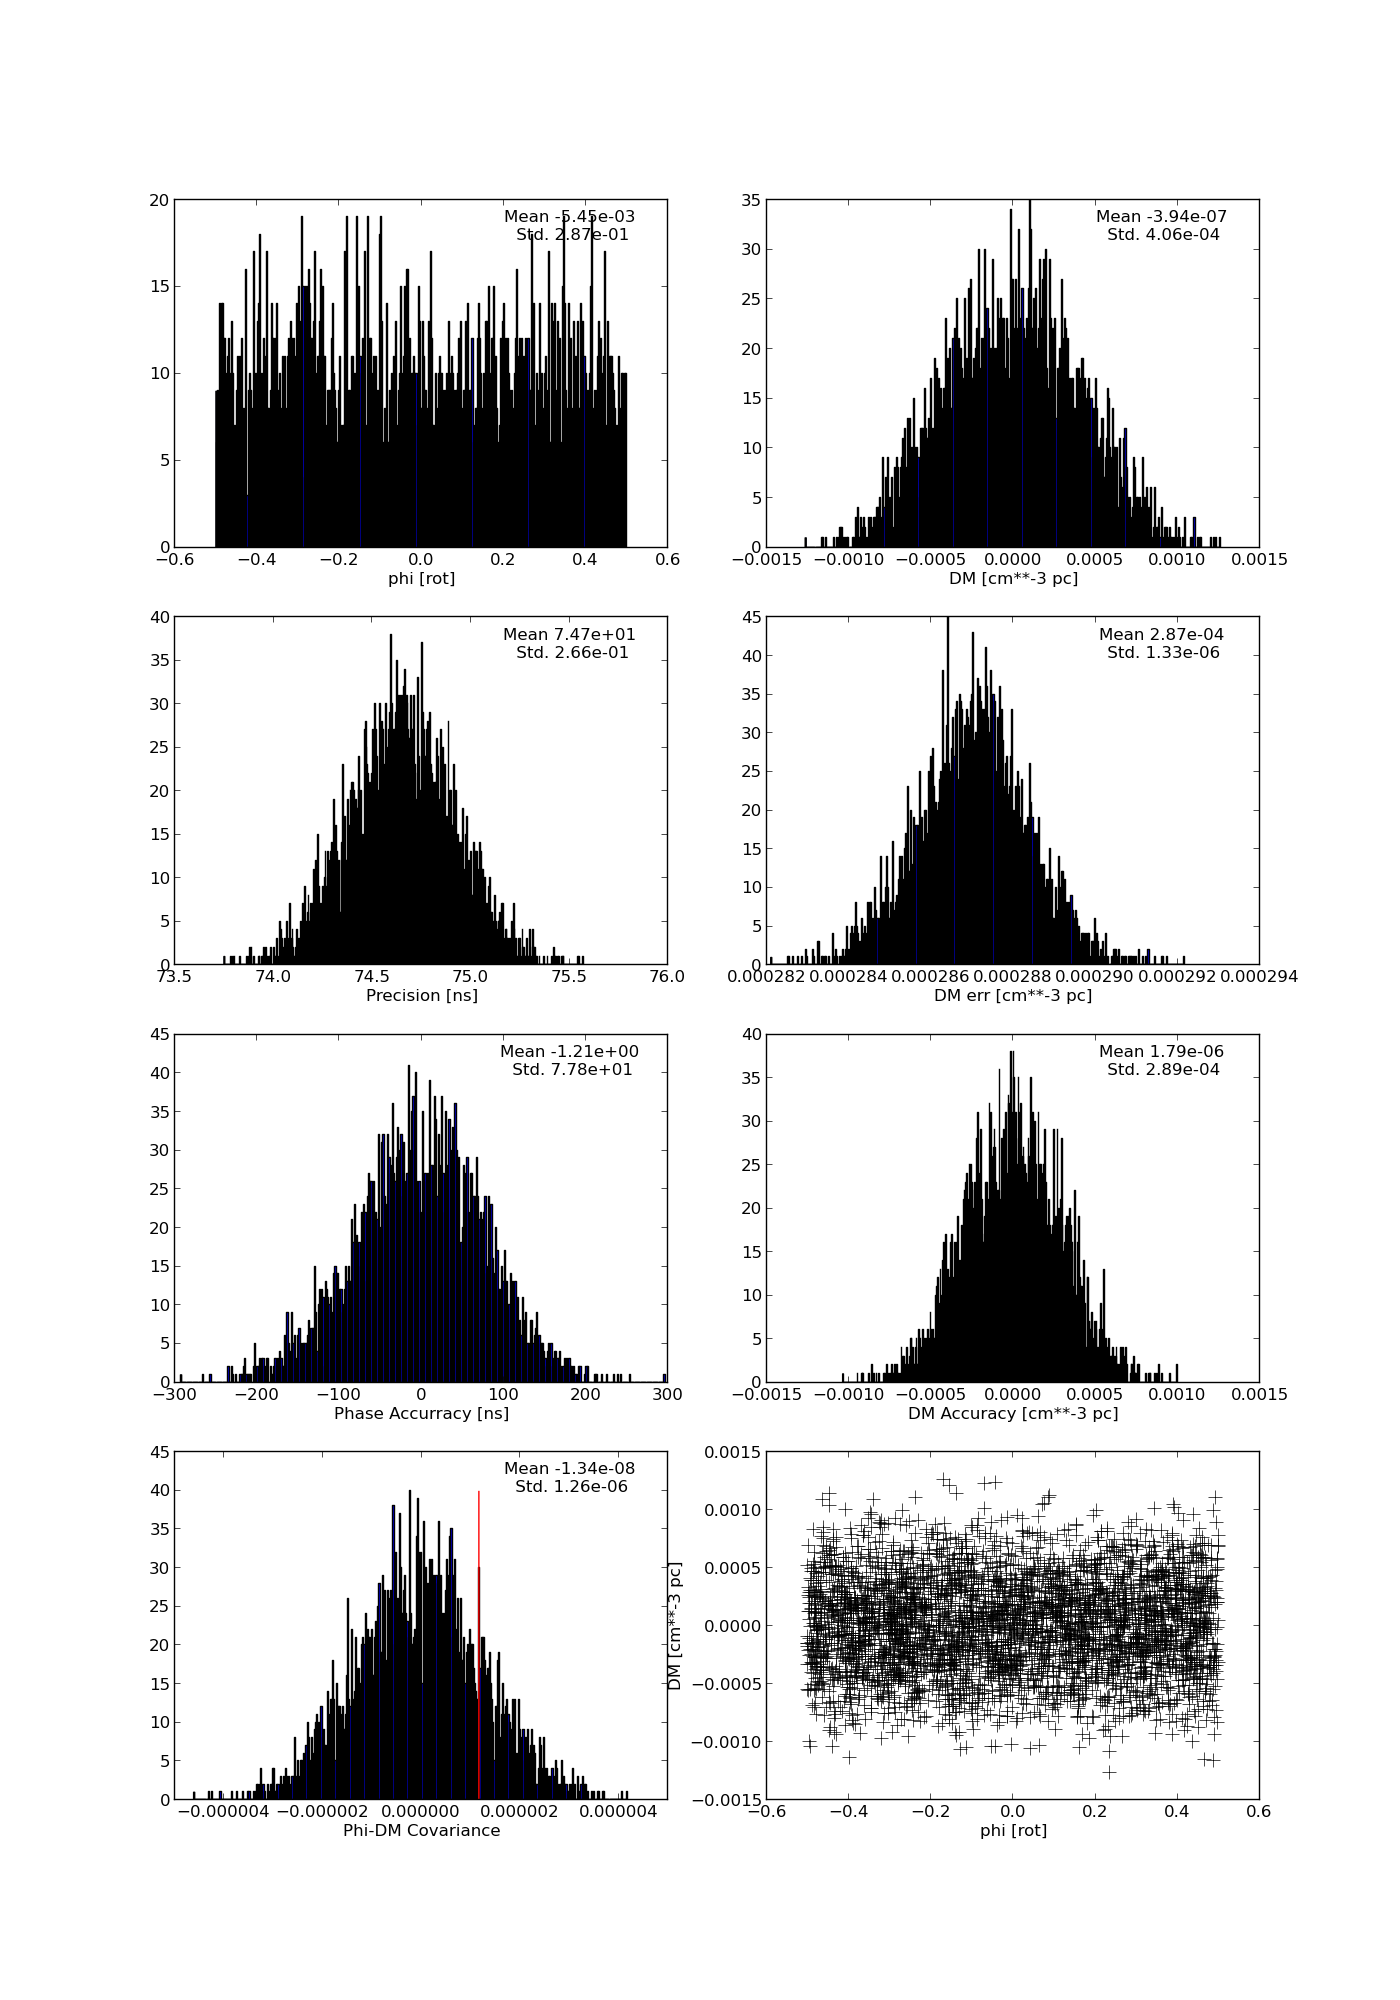 20
15
10
5
0
Mean -5.45e-03
Std. 2.87e-01
−0.6 −0.4 −0.2 0.0 0.2 0.4 0.6
phi [rot]
35
30
25
20
15
10
5
0
Mean -3.94e-07
Std. 4.06e-04
−0.0015 −0.0010 −0.0005 0.0000 0.0005 0.0010 0.0015
DM [cm**-3 pc]
40
35
30
25
20
15
10
5
0
Mean 7.47e+01
Std. 2.66e-01
73.5 74.0 74.5 75.0 75.5 76.0
Precision [ns]
45
40
35
30
25
20
15
10
5
0
Mean 2.87e-04
Std. 1.33e-06
0.000282 0.000284 0.000286 0.000288 0.000290 0.000292 0.000294
DM err [cm**-3 pc]
45
40
35
30
25
20
15
10
5
0
Mean -1.21e+00
Std. 7.78e+01
−300 −200 −100 0 100 200 300
Phase Accurracy [ns]
40
35
30
25
20
15
10
5
0
Mean 1.79e-06
Std. 2.89e-04
−0.0015 −0.0010 −0.0005 0.0000 0.0005 0.0010 0.0015
DM Accuracy [cm**-3 pc]
45
40
35
30
25
20
15
10
5
0
Mean -1.34e-08
Std. 1.26e-06
−0.000004 −0.000002 0.000000 0.000002 0.000004
Phi-DM Covariance
DM [cm**-3 pc]
0.0015
0.0010
0.0005
0.0000
−0.0005
−0.0010
−0.0015
−0.6 −0.4 −0.2 0.0 0.2 0.4 0.6
phi [rot]